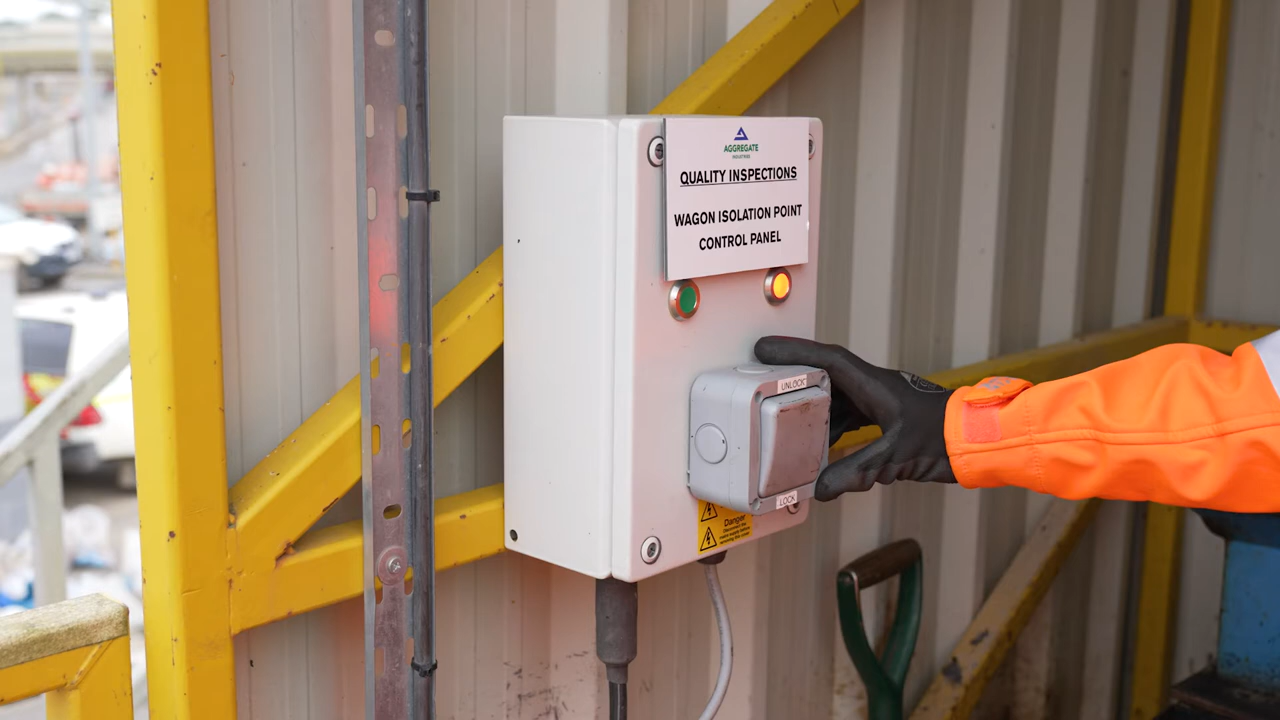 AGGREGATE
INDUSTRIES
QUALITY INSPECTIONS
WAGON ISOLATION POINT
CONTROL PANEL
UNLOCK
LOCK
Danger